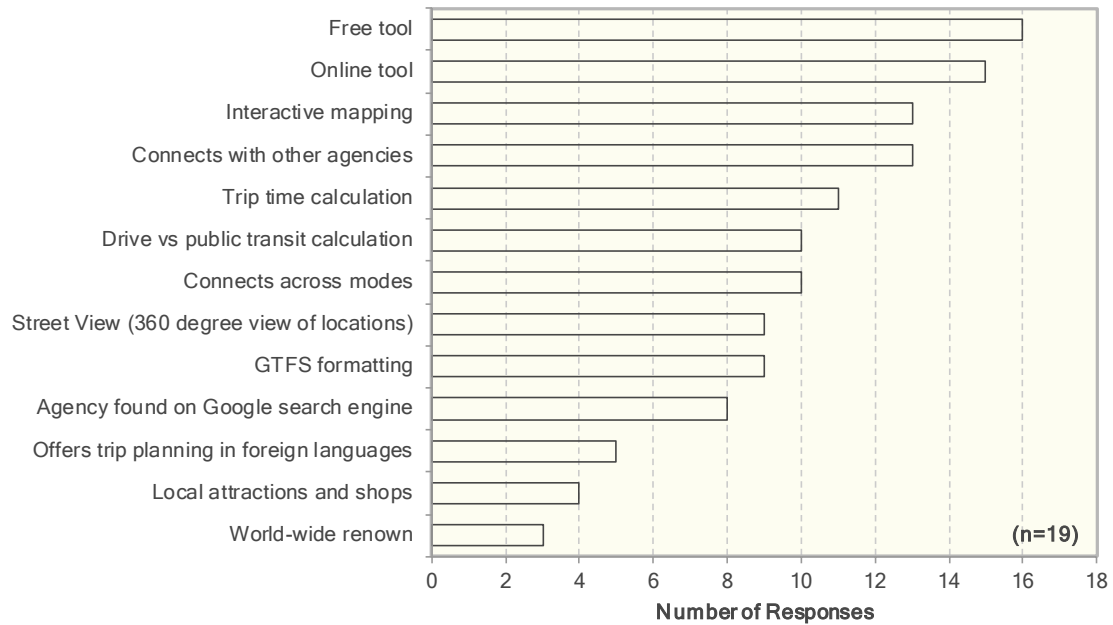 Free tool
Online tool
Interactive mapping
Connects with other agencies
Trip time calculation
Drive vs public transit calculation
Connects across modes
Street View (360 degree view of locations)
GTFS formatting
Agency found on Google search engine
Offers trip planning in foreign languages
Local attractions and shops
World-wide renown
(n=19)
0 2 4 6 8 10 12 14 16 18
Number of Responses